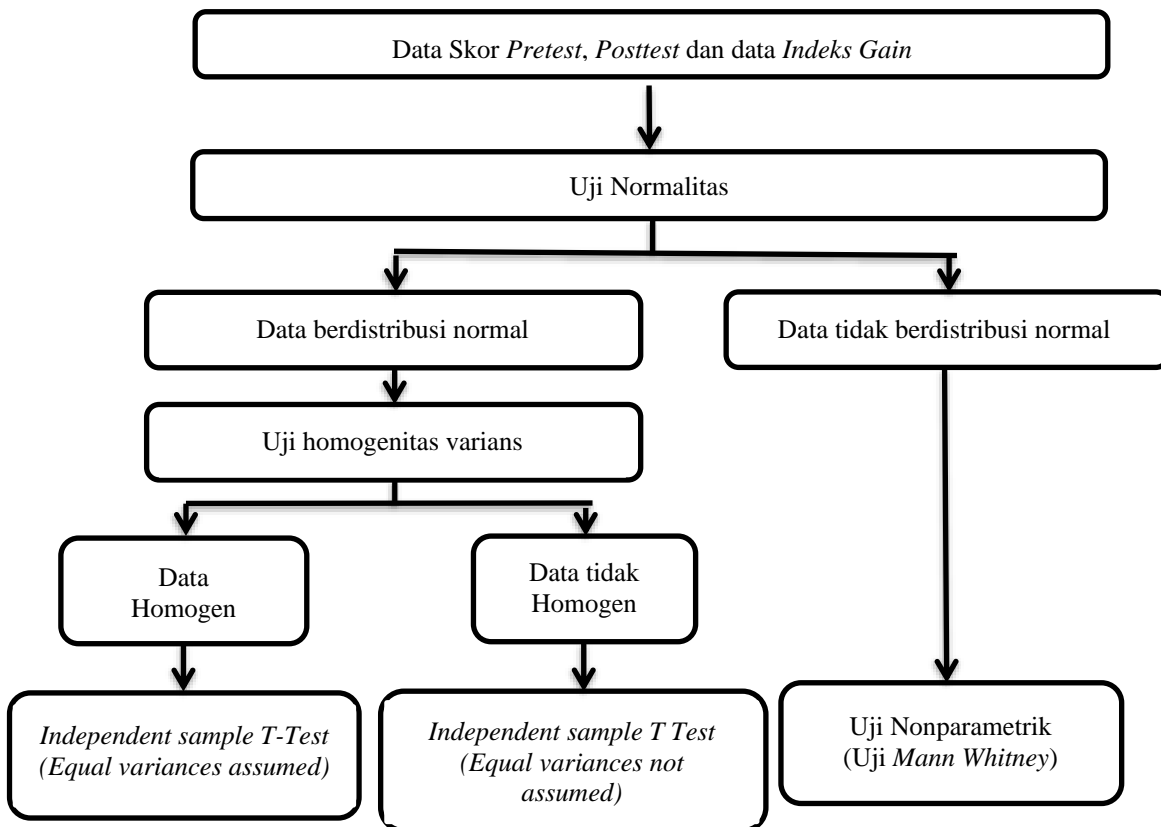 Data Skor Pretest, Posttest dan data Indeks Gain
Uji Normalitas
Data berdistribusi normal
Data tidak berdistribusi normal
Uji homogenitas varians
Data
Homogen
Data tidak
Homogen
Independent sample T-Test
(Equal variances assumed)
Independent sample T Test
(Equal variances not
assumed)
Uji Nonparametrik
(Uji Mann Whitney)